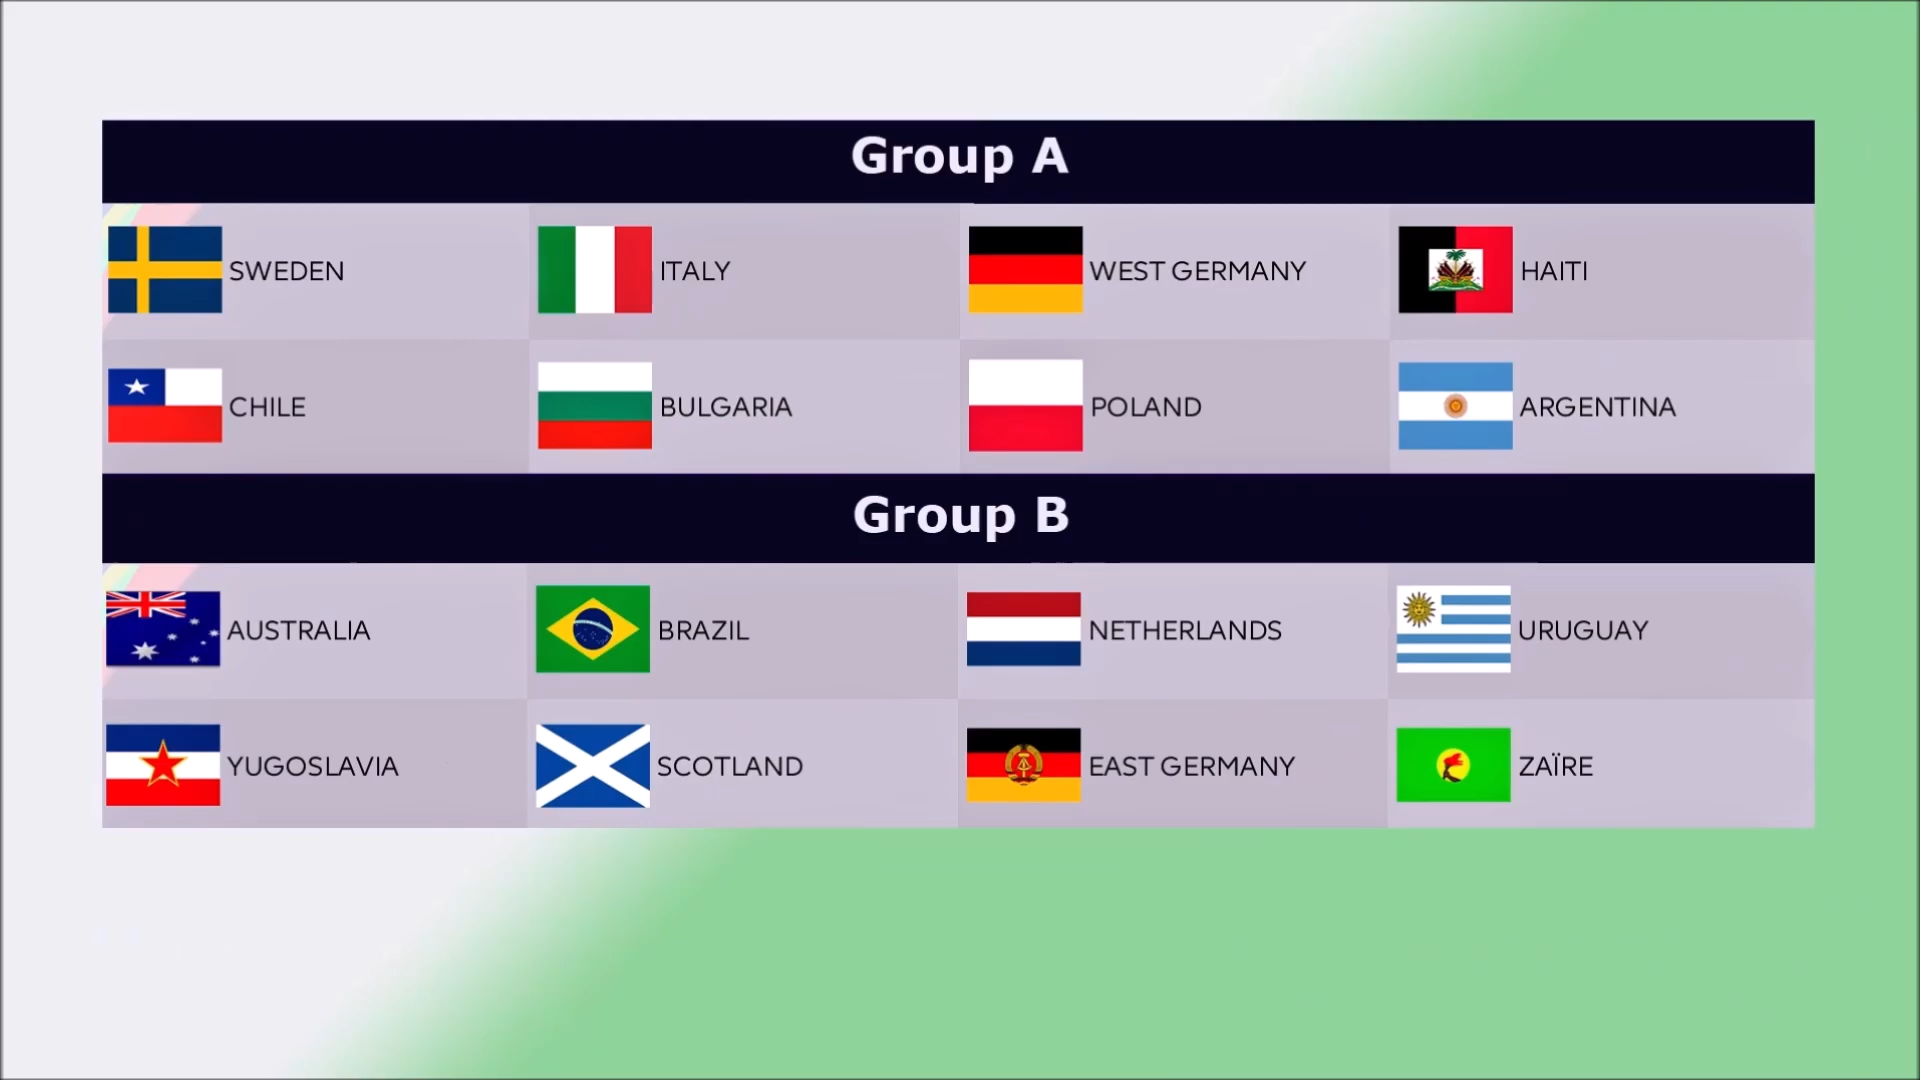 Group A
SWEDEN ITALY WEST GERMANY HAITI
CHILE BULGARIA POLAND ARGENTINA
Group B
AUSTRALIA BRAZIL NETHERLANDS URUGUAY
YUGOSLAVIA SCOTLAND EAST GERMANY ZAÏRE